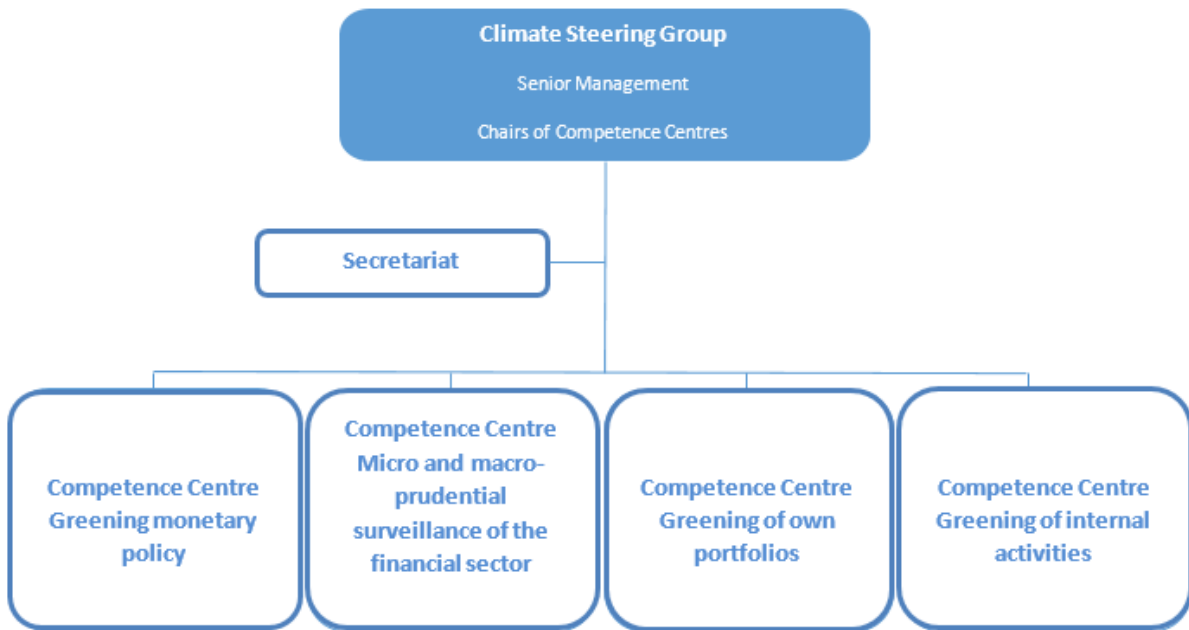 Climate Steering Group
Senior Management
Chairs of Competence Centres
Secretariat
Competence Centre
Greening monetary
policy
Competence Centre
Micro and macro-
prudential
surveillance of the
financial sector
Competence Centre
Greening of own
portfolios
Competence Centre
Greening of internal
activities